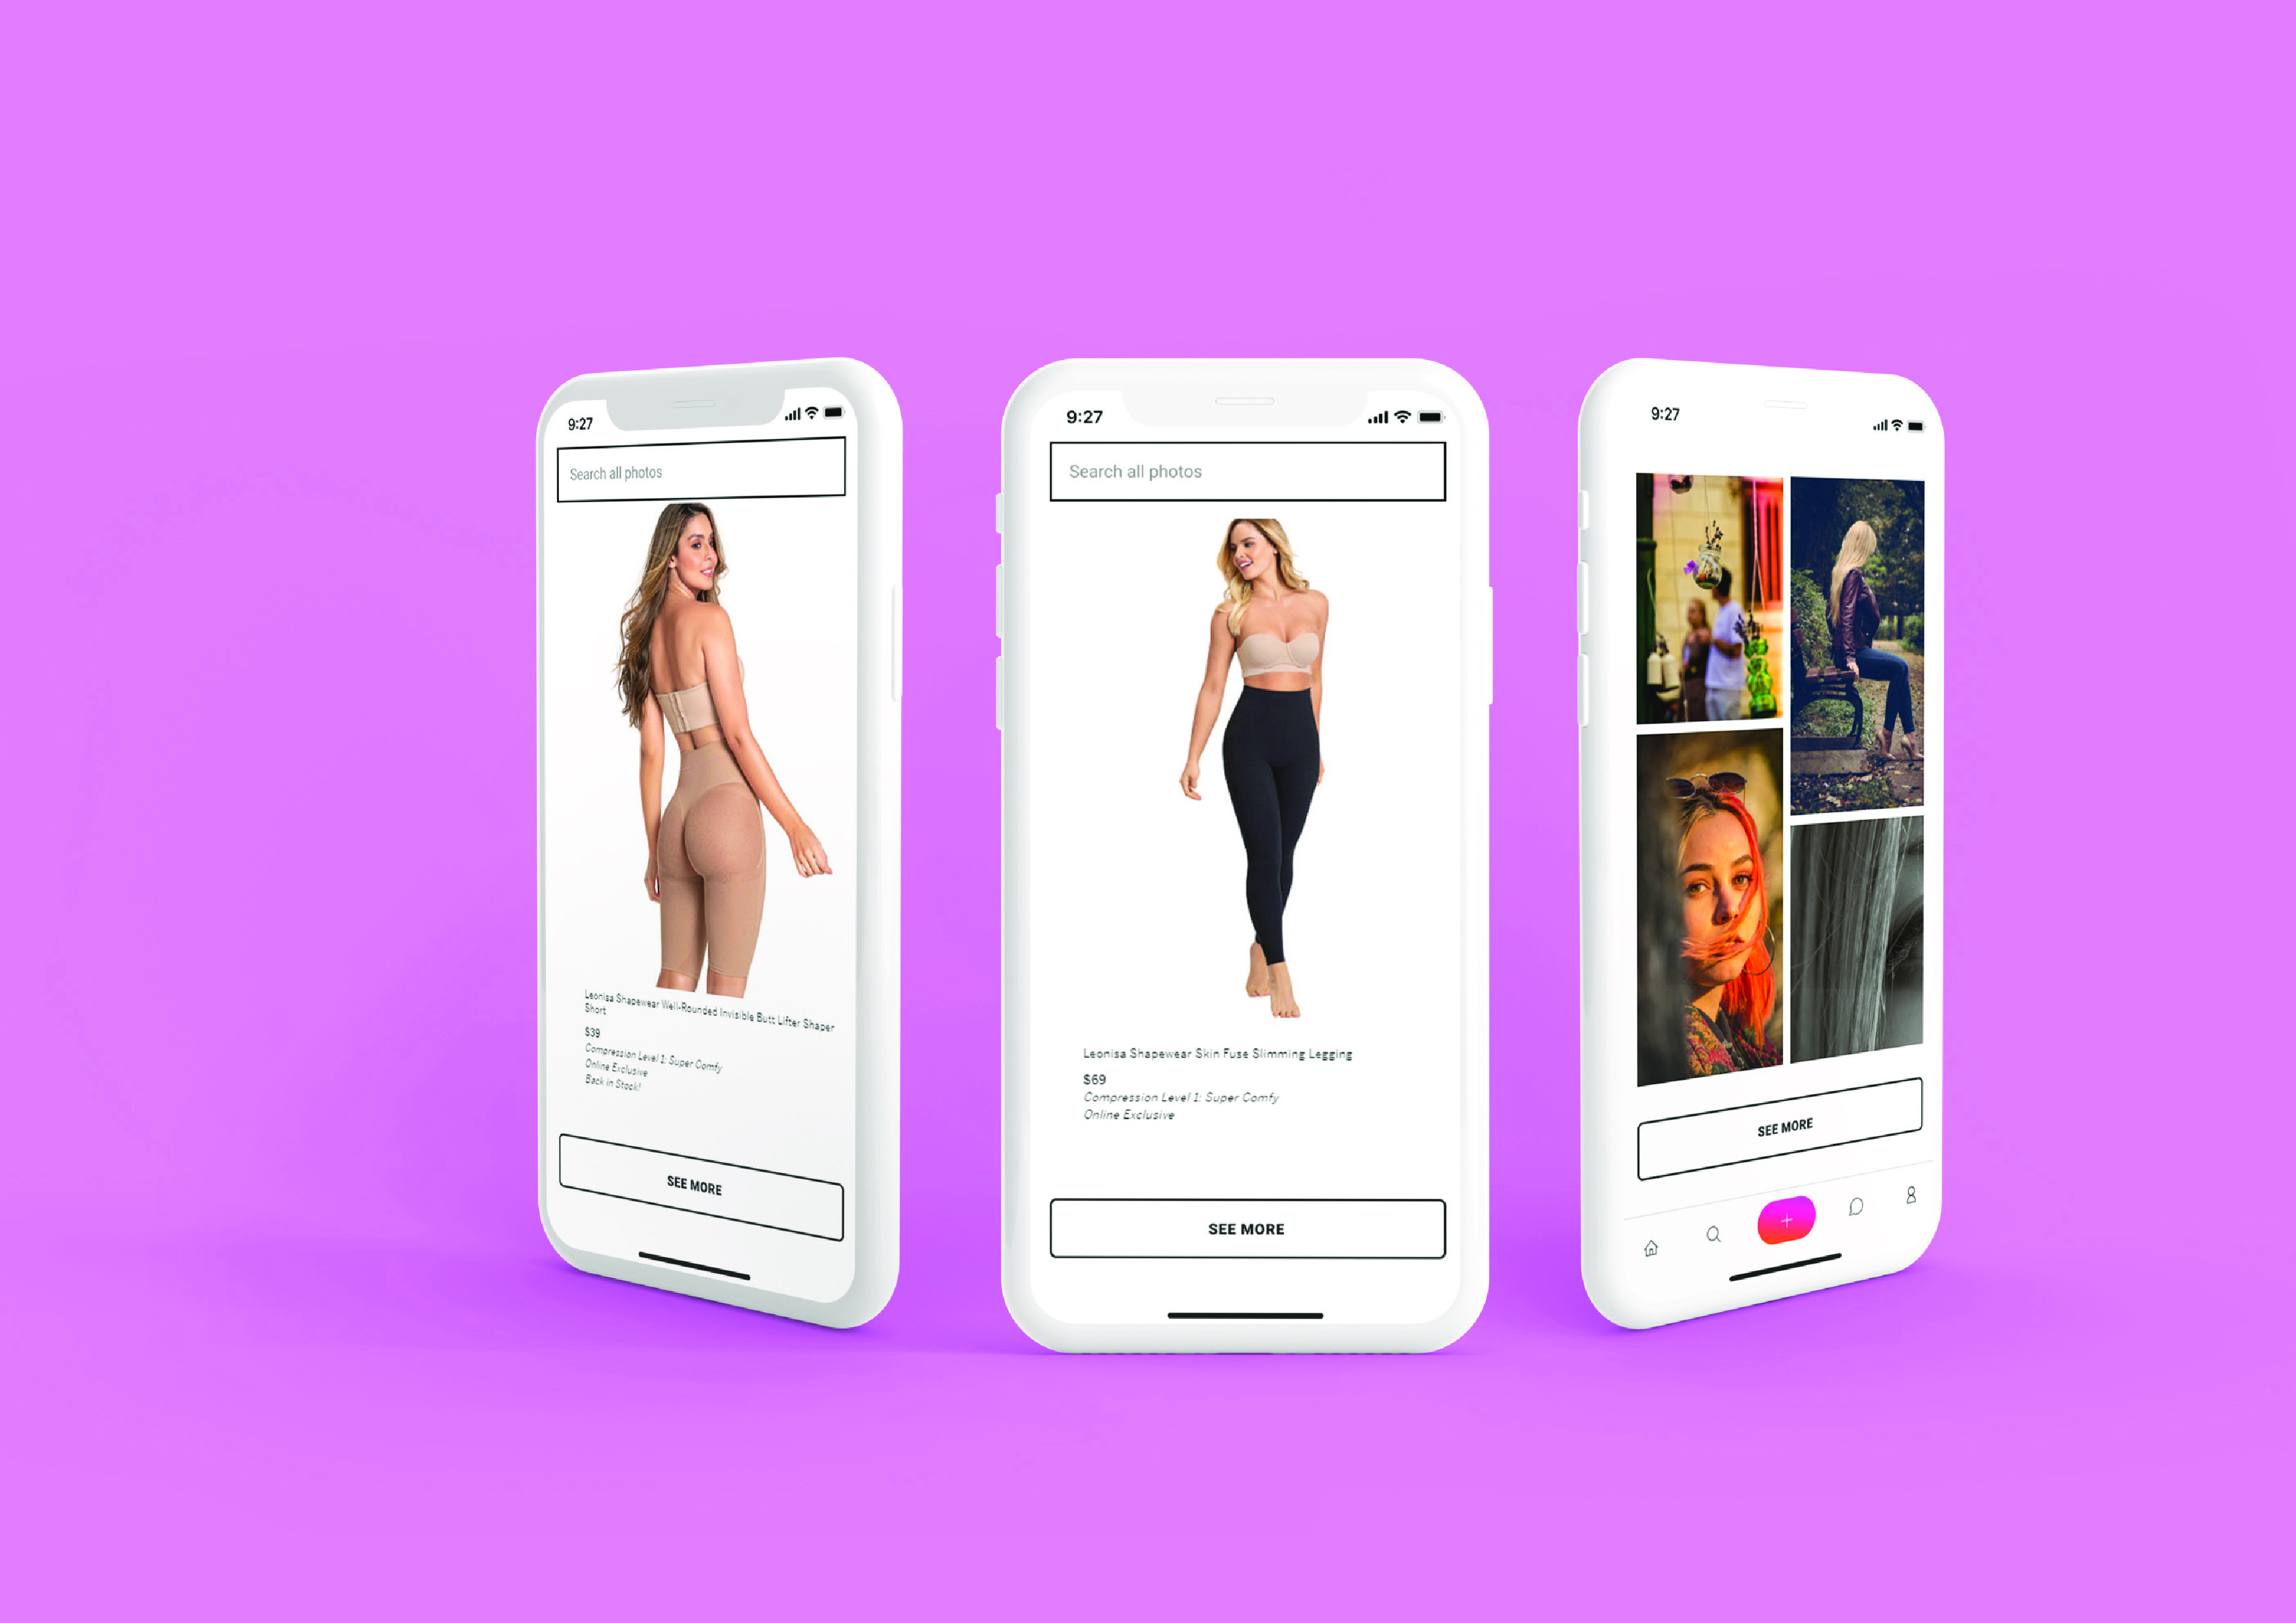 9:27
Search all photos
Leonisa Shapewear Well-Rounded Invisible Butt Lifter Shaper
Short
$39
Compression Level 1: Super Comfy
Online Exclusive
Back in Stock!
SEE MORE
9:27
Search all photos
Leonisa Shapewear Skin Fuse Slimming Legging
$69
Compression Level 1: Super Comfy
Online Exclusive
SEE MORE
9:27
SEE MORE